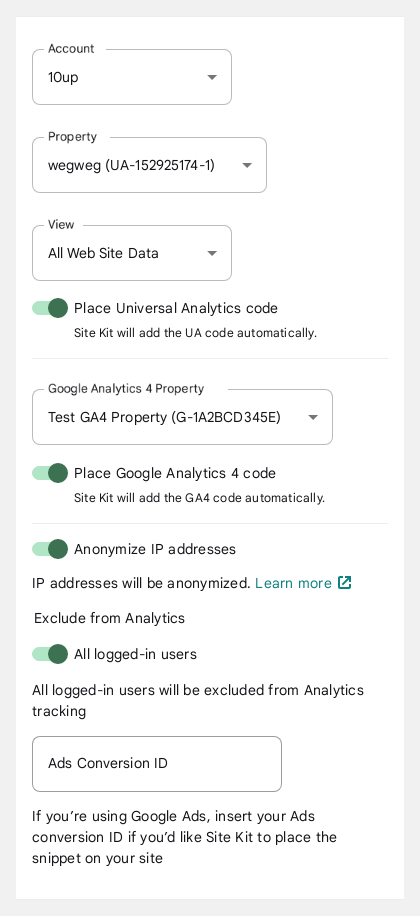 Account
10up
Property
wegweg (UA-152925174-1)
View
All Web Site Data
Place Universal Analytics code
Site Kit will add the UA code automatically.
Google Analytics 4 Property
Test GA4 Property (G-1A2BCD345E)
Place Google Analytics 4 code
Site Kit will add the GA4 code automatically.
Anonymize IP addresses
IP addresses will be anonymized. Learn more
Exclude from Analytics
All logged-in users
All logged-in users will be excluded from Analytics
tracking
Ads Conversion ID
If you’re using Google Ads, insert your Ads
conversion ID if you’d like Site Kit to place the
snippet on your site